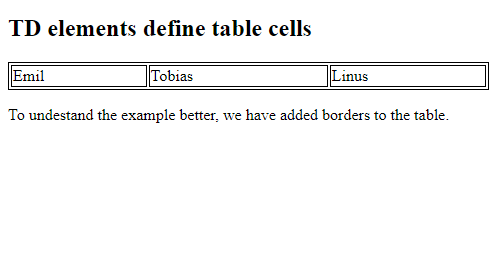 TD elements define table cells
Emil Tobias Linus
To undestand the example better, we have added borders to the table.